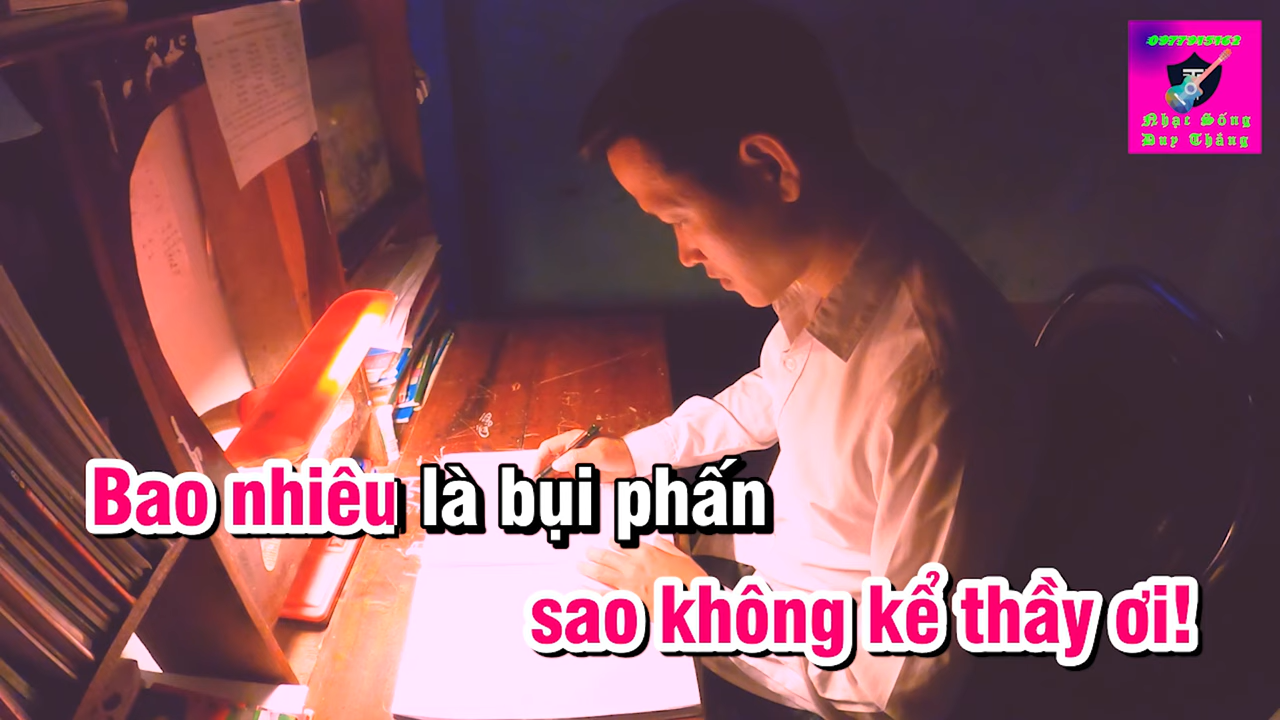 Nhạc Sống
Duy Thắng
Bao nhiêu là bụi phấn
sao không kể thầy ơi!